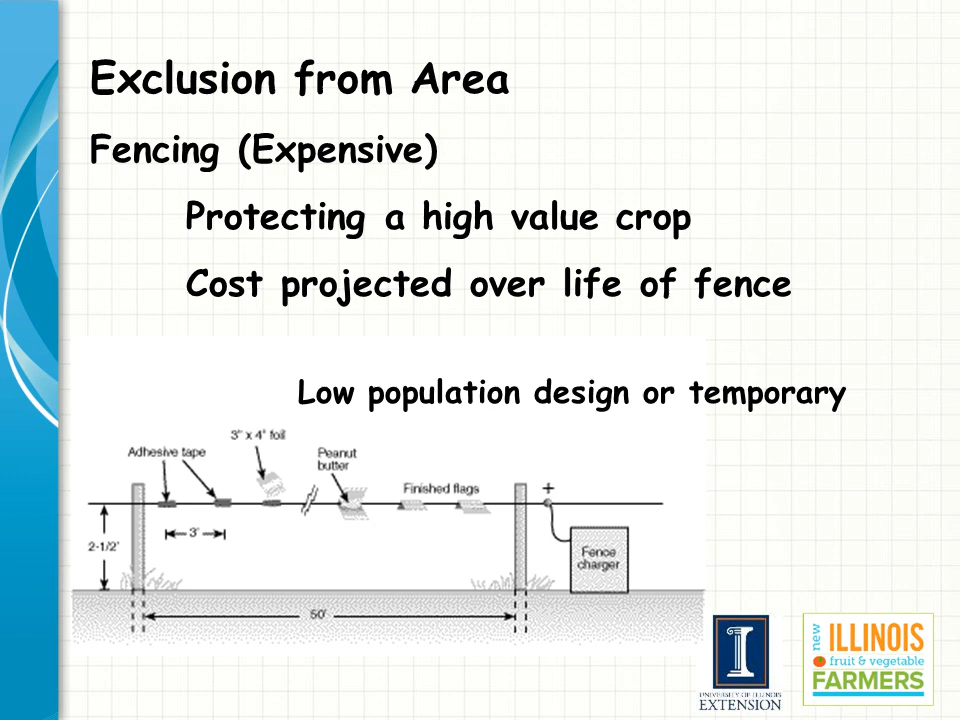 Exclusion from Area
Fencing (Expensive)
Protecting a high value crop
Cost projected over life of fence
Low population design or temporary
3" x 4" foil
Adhesive tape
Peanut
butter
Finished flags
+
3'
2-1/2'
Fence
charger
50'
I
UNIVERSITY OF ILLINOIS
EXTENSION
new
ILLINOIS
fruit & vegetable
FARMERS